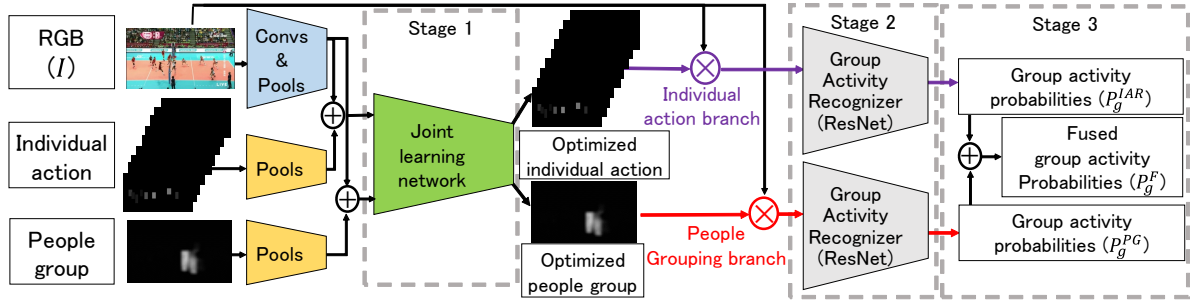 RGB
(I)
Convs
&
Pools
Individual
action
Pools
People
group
Pools
Stage 1
Joint
learning
network
Optimized
individual action
Optimized
people group
Individual
action branch
People
Grouping branch
Stage 2
Group
Activity
Recognizer
(ResNet)
Group
Activity
Recognizer
(ResNet)
Stage 3
Group activity
probabilities (P_g^{IAR})
Fused
group activity
Probabilities (P_g^F)
Group activity
probabilities (P_g^{PG})